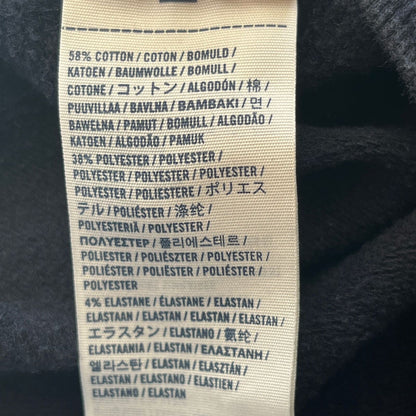 58% COTTON / COTON / BOMULD /
KATOEN / BAUMWOLLE / BOMULL /
COTONE / コットン / ALGODÓN / 棉 /
PUUVILLAA / BAVLNA / ΒΑΜΒΑΚΙ / 면 /
BAWEŁNA / PAMUT / BOMULL / ALGODÃO /
KATOEN / ALGODÃO / PAMUK
38% POLYESTER / POLYESTER /
POLYESTER / POLYESTER / POLYESTER /
POLYESTER / POLIESTERE / ポリエス
テル / POLIÉSTER / 涤纶 /
POLYESTERIÄ / POLYESTER /
ΠΟΛΥΕΣΤΕΡ / 폴리에스테르 /
POLIESTER / POLIÉSZTER / POLYESTER /
POLIÉSTER / POLIÉSTER / POLIÉSTER /
POLYESTER
4% ELASTANE / ÉLASTANE / ELASTAN /
ELASTAAN / ELASTAN / ELASTAN / ELASTAN /
エラスタン / ELASTANO / 氨纶 /
ELASTAANIA / ELASTAN / ΕΛΑΣΤΑΝΗ /
엘라스탄 / ELASTAN / ELASZTÁN /
ELASTAN / ELASTANO / ELASTIEN /
ELASTANO / ELASTAN